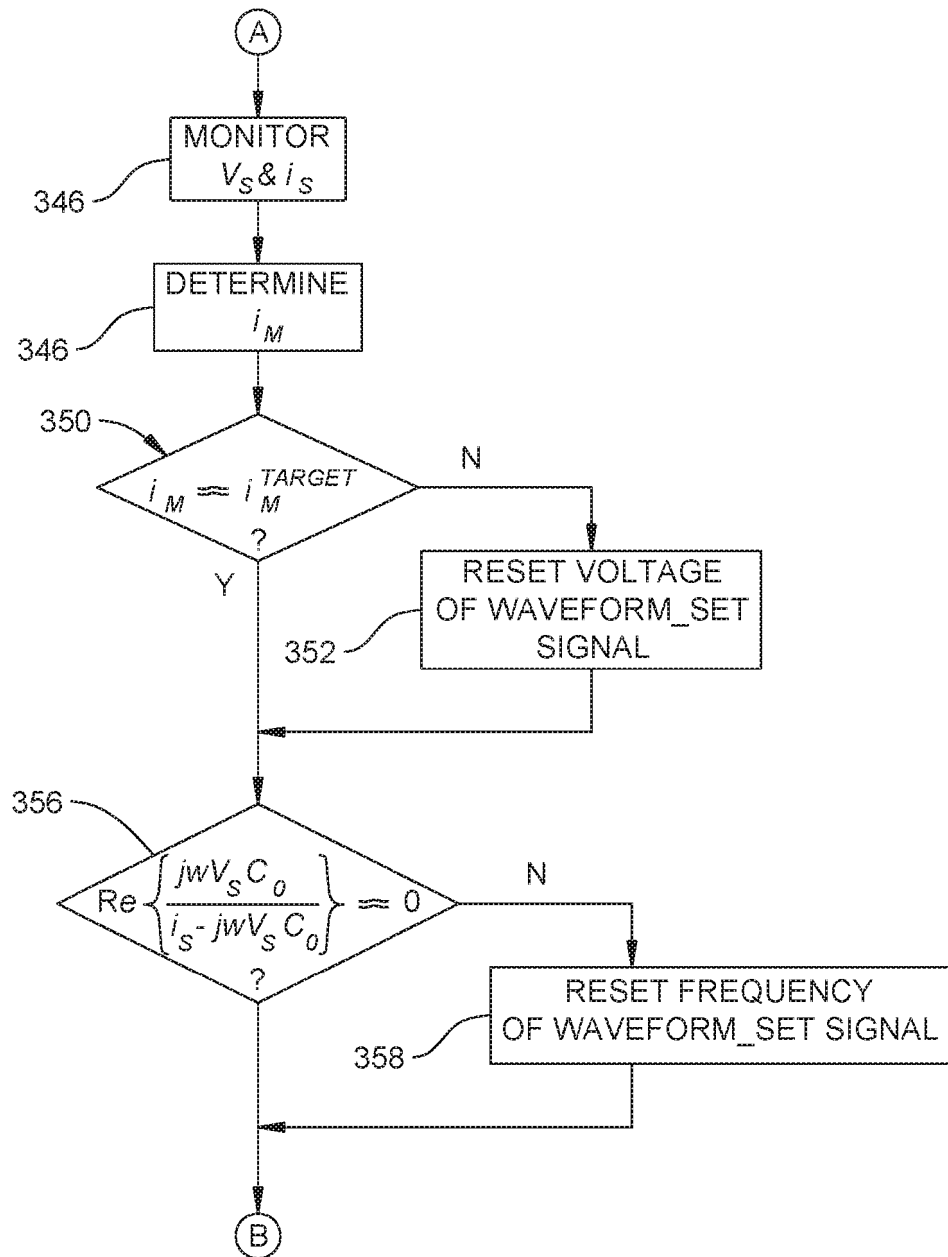 A
MONITOR
V_S & i_S
346
DETERMINE
i_M
346
350
i_M ≈ i_M^TARGET
?
N
Y
RESET VOLTAGE
OF WAVEFORM_SET
SIGNAL
352
356
Re{jwV_S C_0 / i_S - jwV_S C_0} ≈ 0
?
N
RESET FREQUENCY
OF WAVEFORM_SET SIGNAL
358
B